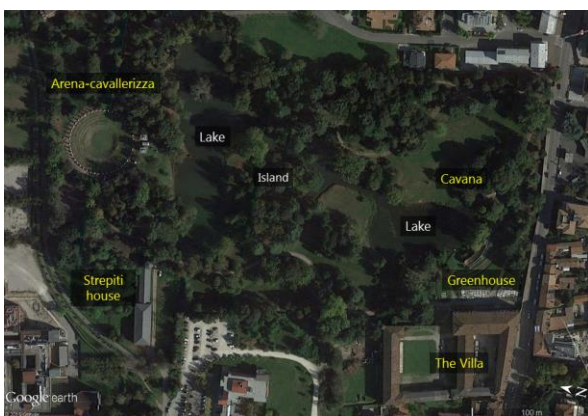 Arena-cavallerizza
Lake
Island
Cavana
Lake
Strepiti
house
Greenhouse
The Villa
Google earth
100 m